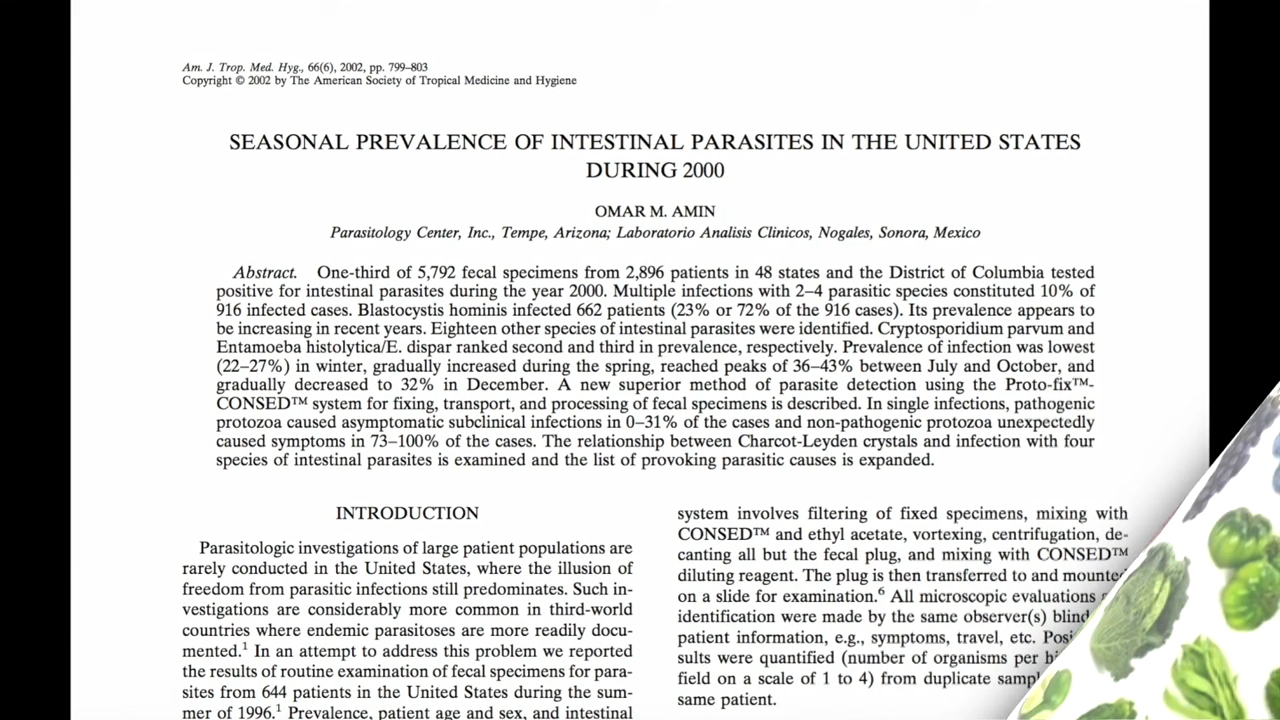 Am. J. Trop. Med. Hyg., 66(6), 2002, pp. 799–803
Copyright © 2002 by The American Society of Tropical Medicine and Hygiene
SEASONAL PREVALENCE OF INTESTINAL PARASITES IN THE UNITED STATES
DURING 2000
OMAR M. AMIN
Parasitology Center, Inc., Tempe, Arizona; Laboratorio Analisis Clinicos, Nogales, Sonora, Mexico
Abstract. One-third of 5,792 fecal specimens from 2,896 patients in 48 states and the District of Columbia tested
positive for intestinal parasites during the year 2000. Multiple infections with 2–4 parasitic species constituted 10% of
916 infected cases. Blastocystis hominis infected 662 patients (23% or 72% of the 916 cases). Its prevalence appears to
be increasing in recent years. Eighteen other species of intestinal parasites were identified. Cryptosporidium parvum and
Entamoeba histolytica/E. dispar ranked second and third in prevalence, respectively. Prevalence of infection was lowest
(22–27%) in winter, gradually increased during the spring, reached peaks of 36–43% between July and October, and
gradually decreased to 32% in December. A new superior method of parasite detection using the Proto-fix™-
CONSED™ system for fixing, transport, and processing of fecal specimens is described. In single infections, pathogenic
protozoa caused asymptomatic subclinical infections in 0–31% of the cases and non-pathogenic protozoa unexpectedly
caused symptoms in 73–100% of the cases. The relationship between Charcot-Leyden crystals and infection with four
species of intestinal parasites is examined and the list of provoking parasitic causes is expanded.
INTRODUCTION
Parasitologic investigations of large patient populations are
rarely conducted in the United States, where the illusion of
freedom from parasitic infections still predominates. Such in-
vestigations are considerably more common in third-world
countries where endemic parasitoses are more readily docu-
mented.1 In an attempt to address this problem we reported
the results of routine examination of fecal specimens for para-
sites from 644 patients in the United States during the sum-
mer of 1996.1 Prevalence, patient age and sex, and intestinal
system involves filtering of fixed specimens, mixing with
CONSED™ and ethyl acetate, vortexing, centrifugation, de-
canting all but the fecal plug, and mixing with CONSED™
diluting reagent. The plug is then transferred to and mounted
on a slide for examination.6 All microscopic evaluations
identification were made by the same observer(s) blind
patient information, e.g., symptoms, travel, etc.
sults were quantified (number of organisms per
field on a scale of 1 to 4) from duplicate
same patient.